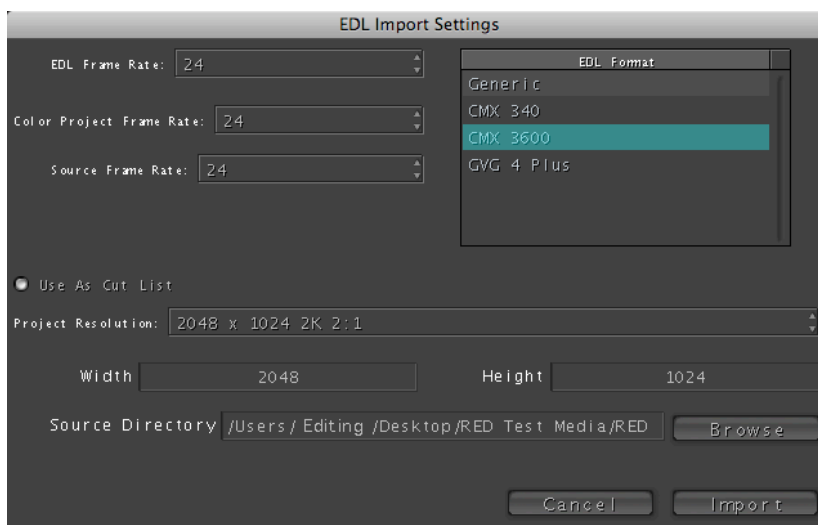 EDL Import Settings
EDL Frame Rate: 24
Color Project Frame Rate: 24
Source Frame Rate: 24
EDL Format
Generic
CMX 340
CMX 3600
GVG 4 Plus
Use As Cut List
Project Resolution: 2048 x 1024 2K 2:1
Width 2048 Height 1024
Source Directory /Users/ Editing /Desktop/RED Test Media/RED Browse
Cancel Import